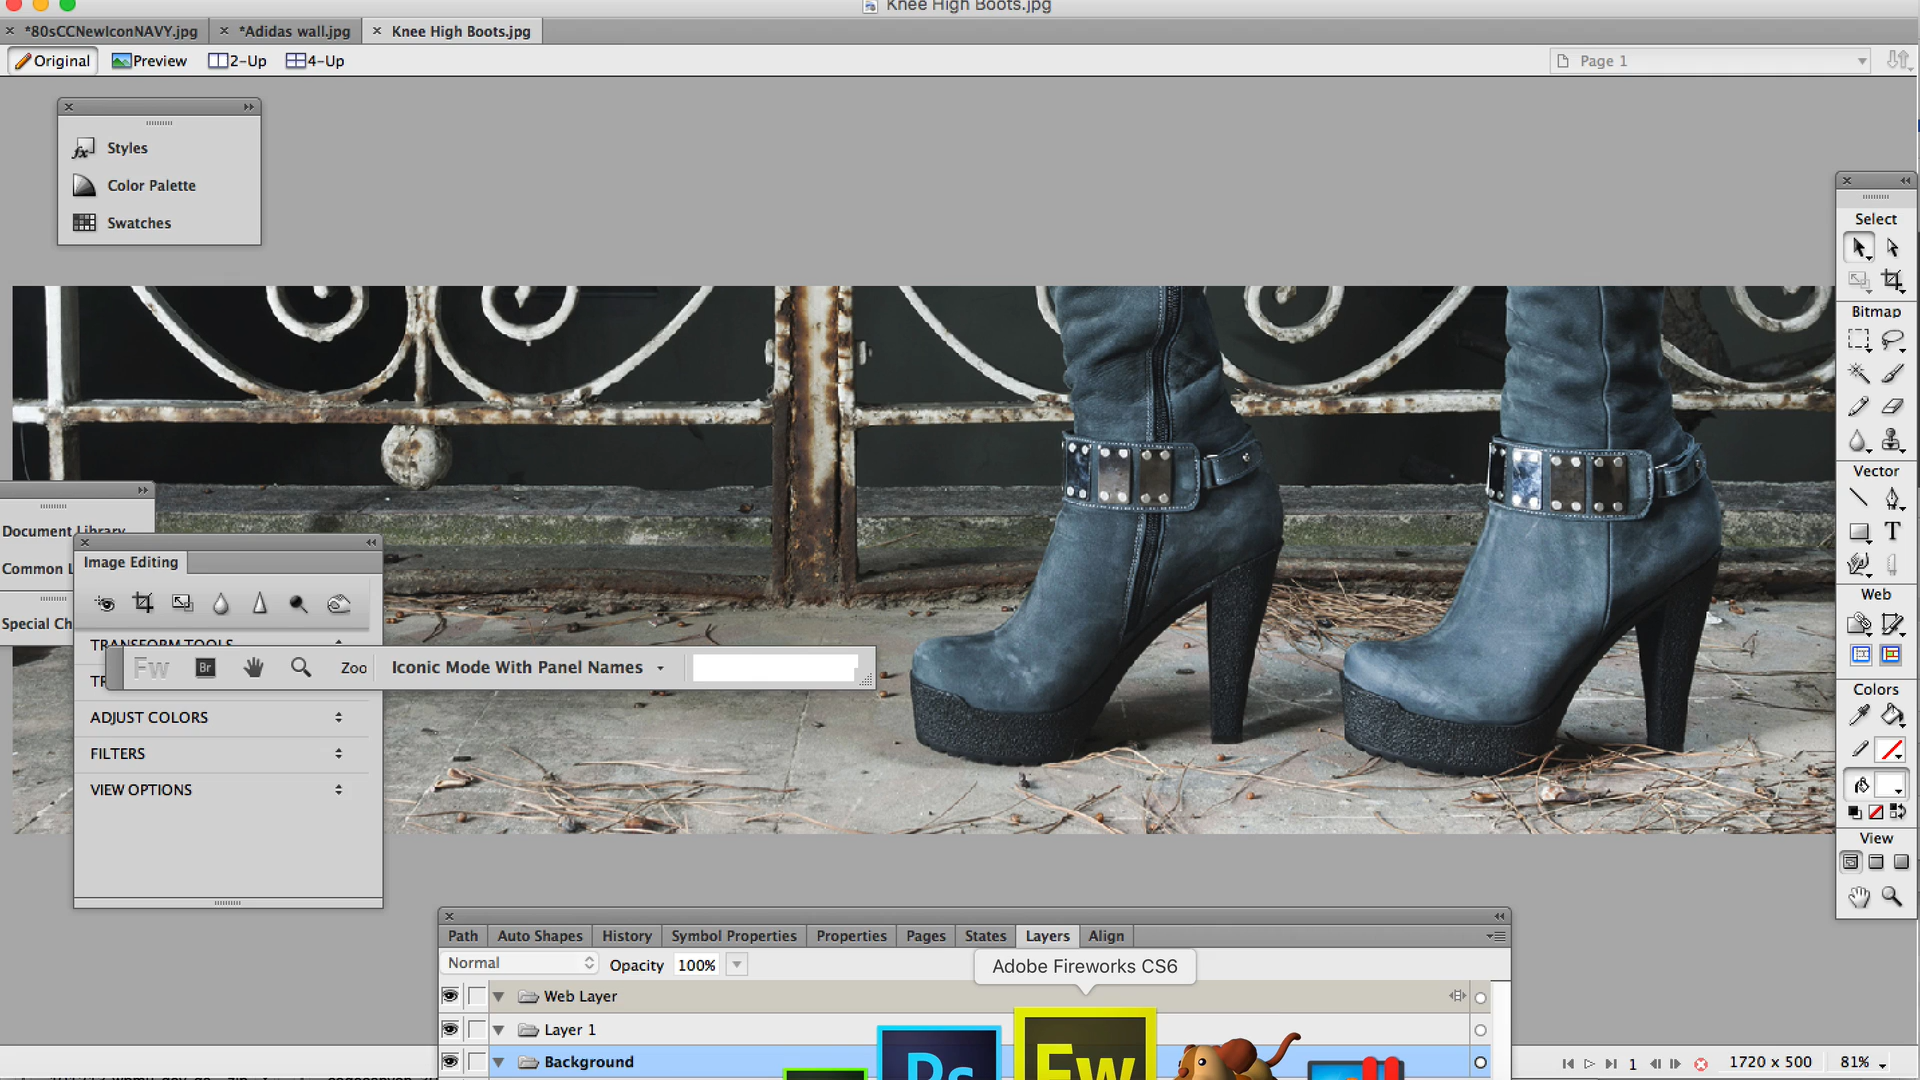 Knee High Boots.jpg
*80sCCNewIconNAVY.jpg
*Adidas wall.jpg
Knee High Boots.jpg
Original
Preview
2-Up
4-Up
Page 1
Styles
Color Palette
Swatches
Select
Bitmap
Vector
Web
Colors
View
Document Library
Common L
Special Ch
Image Editing
TRANSFORM TOOLS
Fw
Br
Zoo
Iconic Mode With Panel Names
TR
ADJUST COLORS
FILTERS
VIEW OPTIONS
Path
Auto Shapes
History
Symbol Properties
Properties
Pages
States
Layers
Align
Normal
Opacity
100%
Adobe Fireworks CS6
Web Layer
Layer 1
Background
Ps
Fw
1
1720 x 500
81%